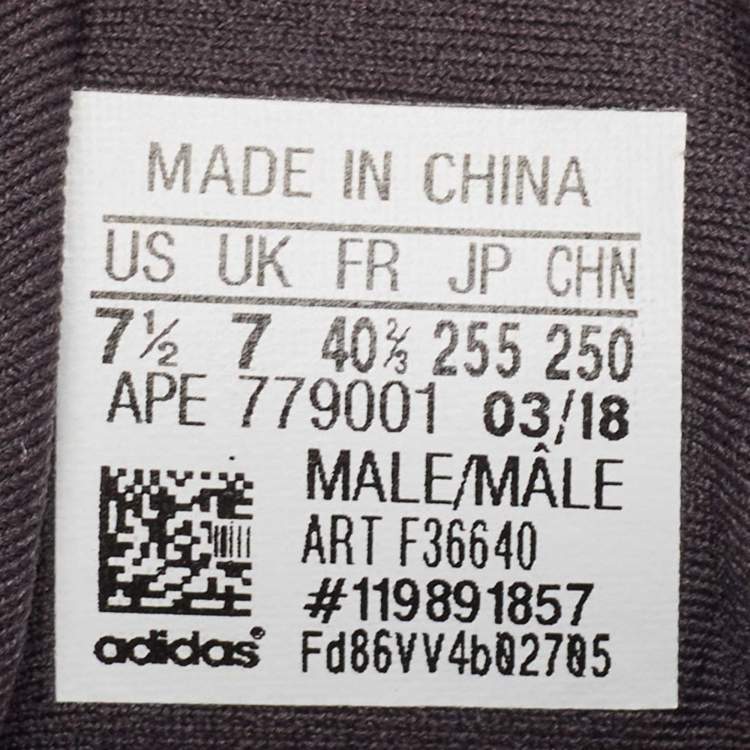 MADE IN CHINA
US UK FR JP CHN
7½ 7 40⅔ 255 250
APE 779001 03/18
MALE/MÂLE
ART F36640
#119891857
adidas® Fd86VV4b02705